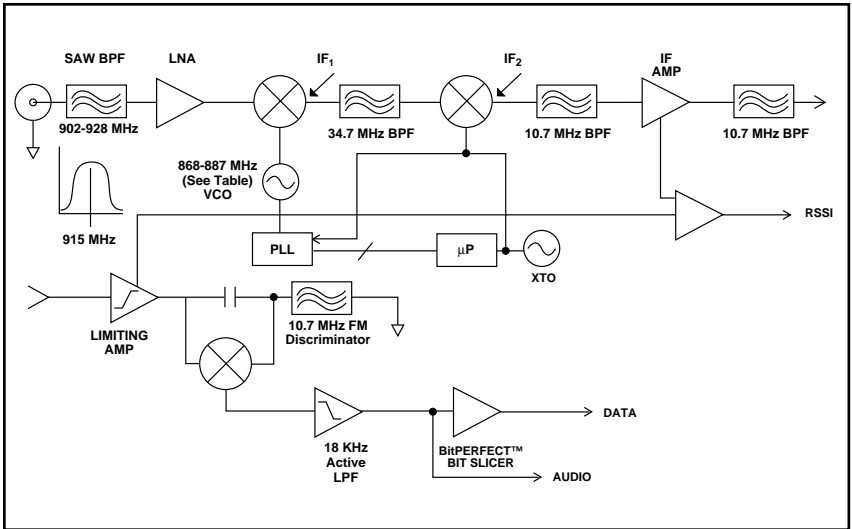 SAW BPF
LNA
IF1
IF2
IF
AMP
902-928 MHz
34.7 MHz BPF
10.7 MHz BPF
10.7 MHz BPF
868-887 MHz
(See Table)
VCO
915 MHz
PLL
µP
XTO
RSSI
LIMITING
AMP
10.7 MHz FM
Discriminator
18 KHz
Active
LPF
BitPERFECT™
BIT SLICER
DATA
AUDIO